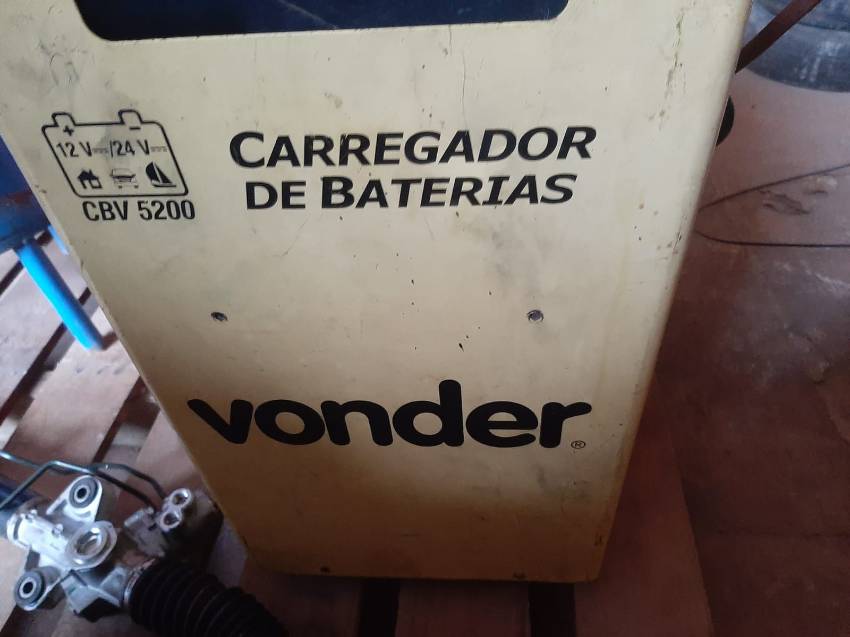 12 V⎓/24 V⎓
CBV 5200
CARREGADOR
DE BATERIAS
vonder®